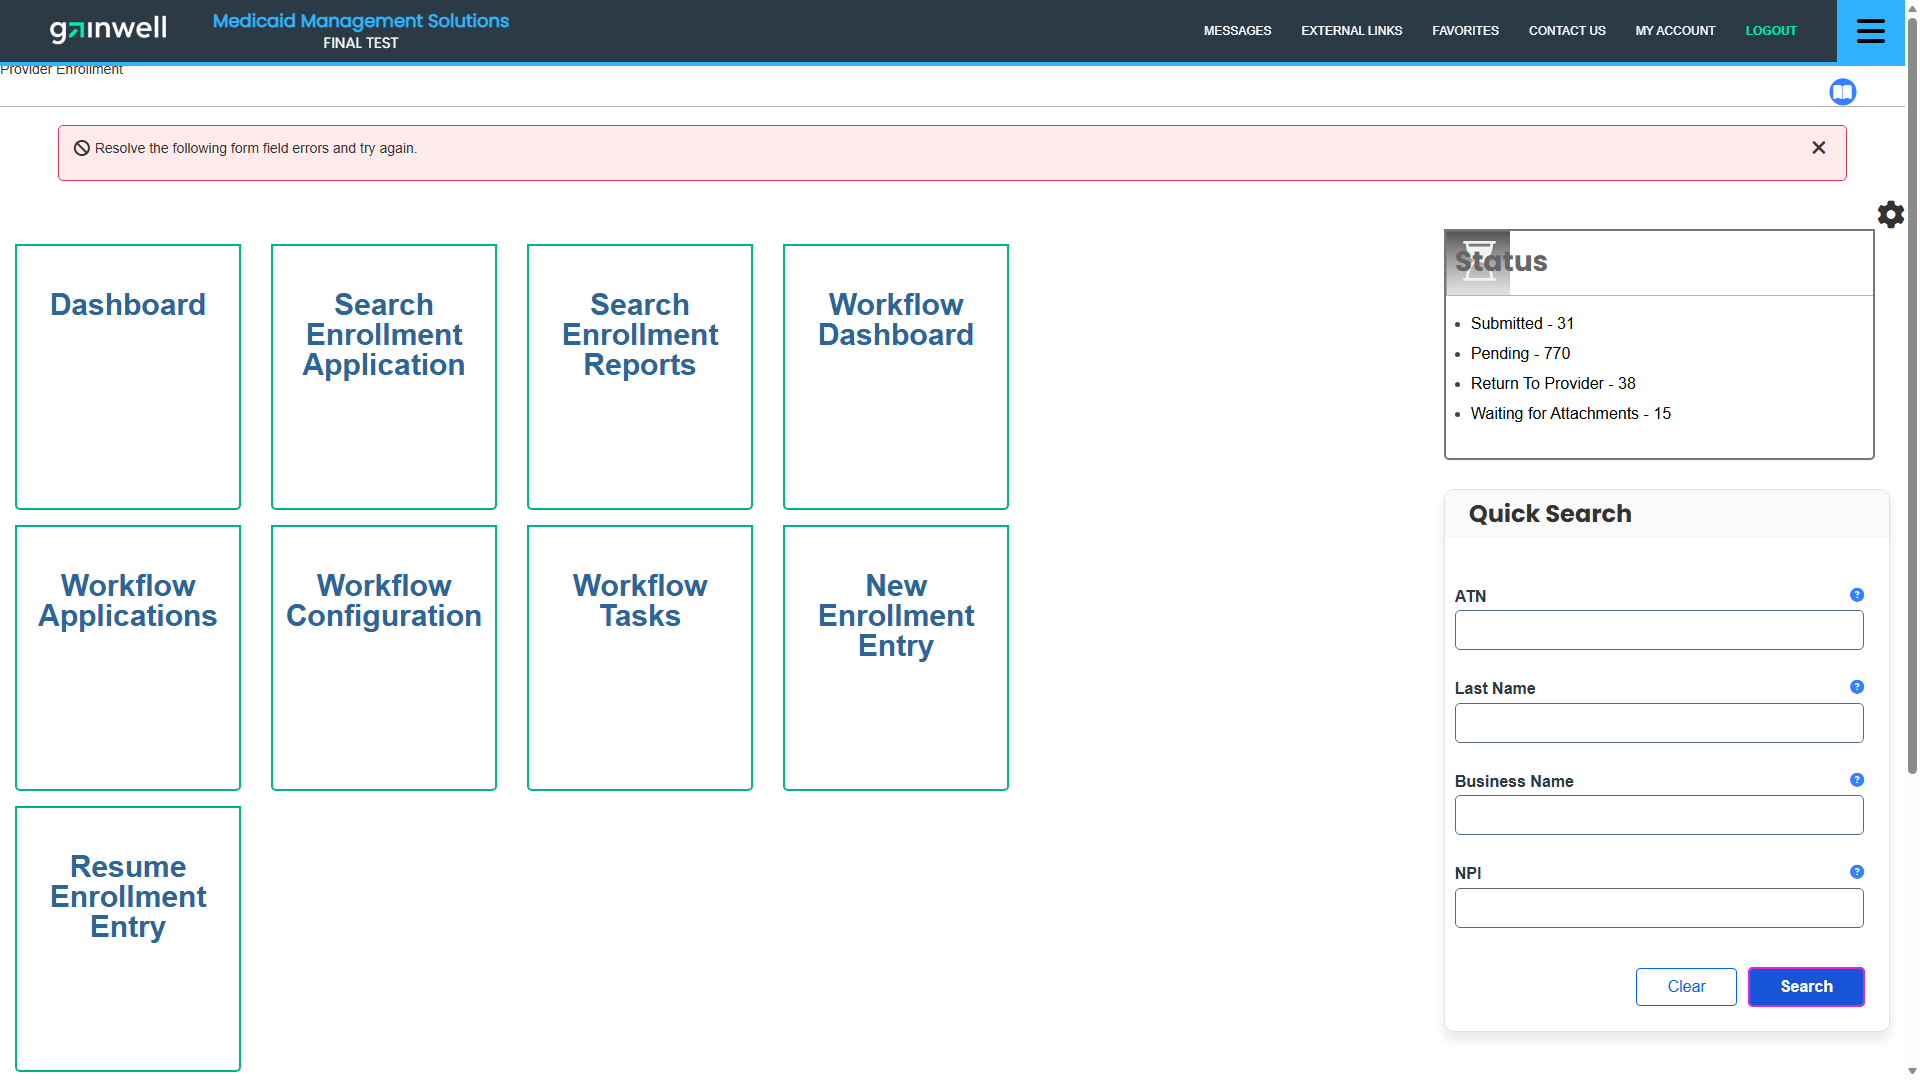 gainwell
Medicaid Management Solutions
FINAL TEST
MESSAGES
EXTERNAL LINKS
FAVORITES
CONTACT US
MY ACCOUNT
LOGOUT
Provider Enrollment
Resolve the following form field errors and try again.
Dashboard
Search
Enrollment
Application
Search
Enrollment
Reports
Workflow
Dashboard
Workflow
Applications
Workflow
Configuration
Workflow
Tasks
New
Enrollment
Entry
Resume
Enrollment
Entry
Status
Submitted - 31
Pending - 770
Return To Provider - 38
Waiting for Attachments - 15
Quick Search
ATN
Last Name
Business Name
NPI
Clear
Search